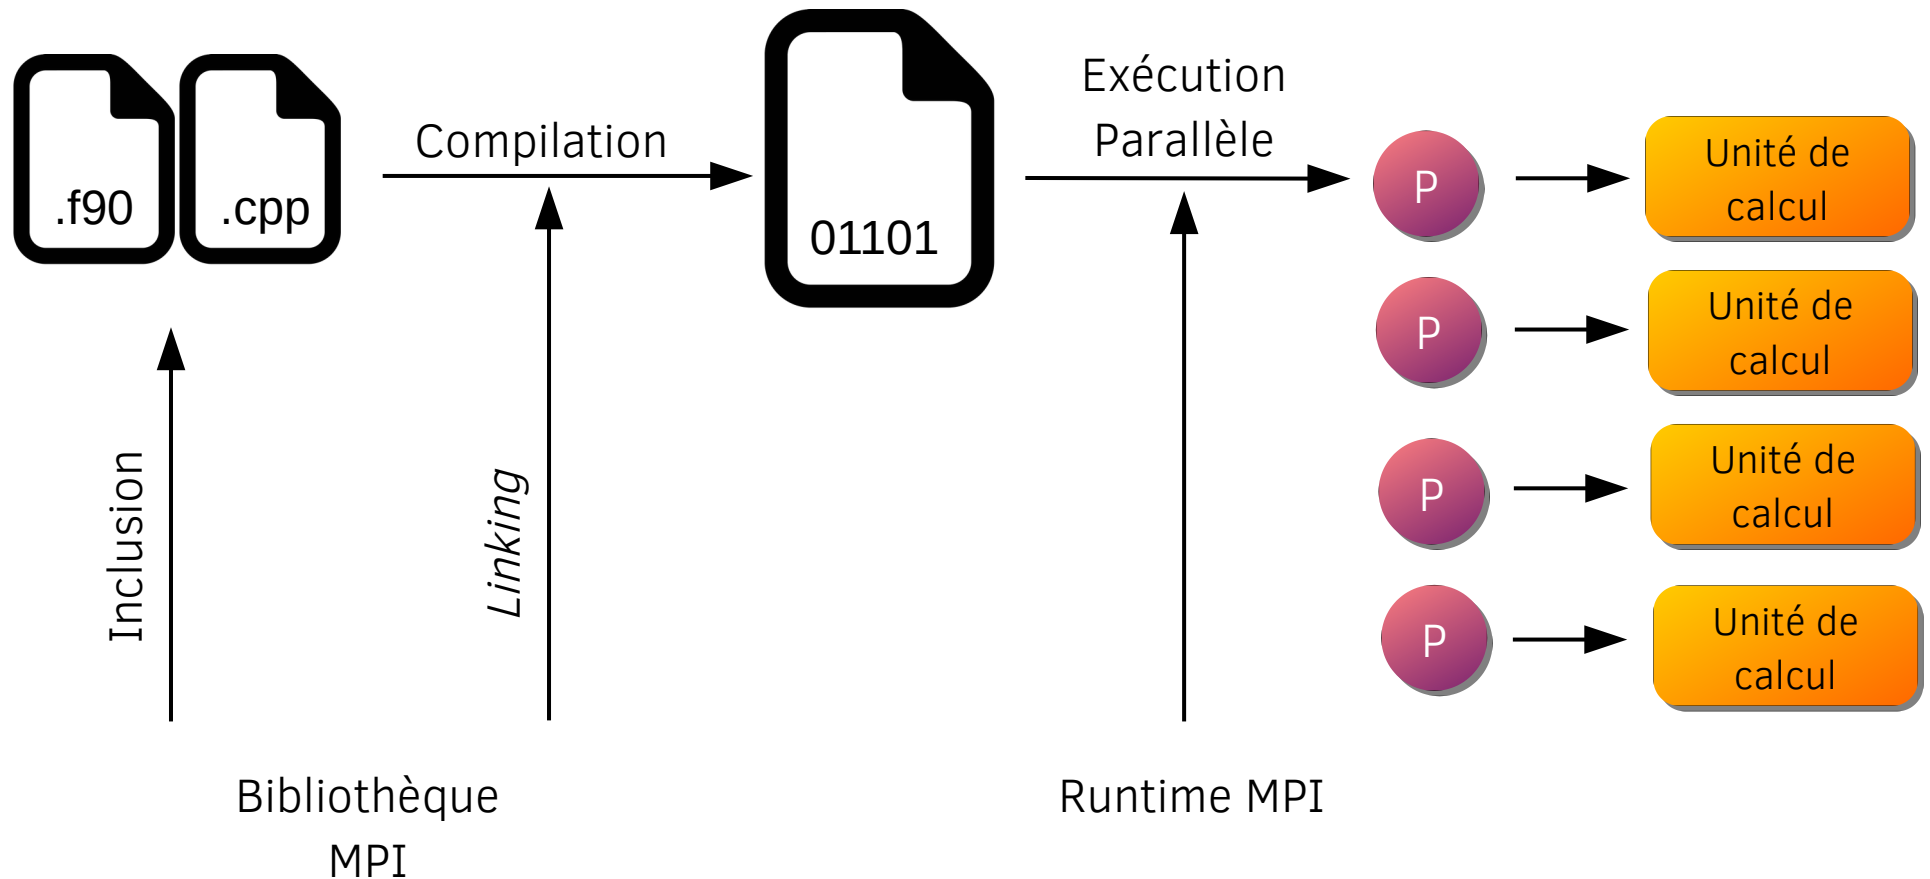 .f90
.cpp
Compilation
01101
Exécution
Parallèle
P
Unité de
calcul
P
Unité de
calcul
P
Unité de
calcul
P
Unité de
calcul
Inclusion
Linking
Bibliothèque
MPI
Runtime MPI